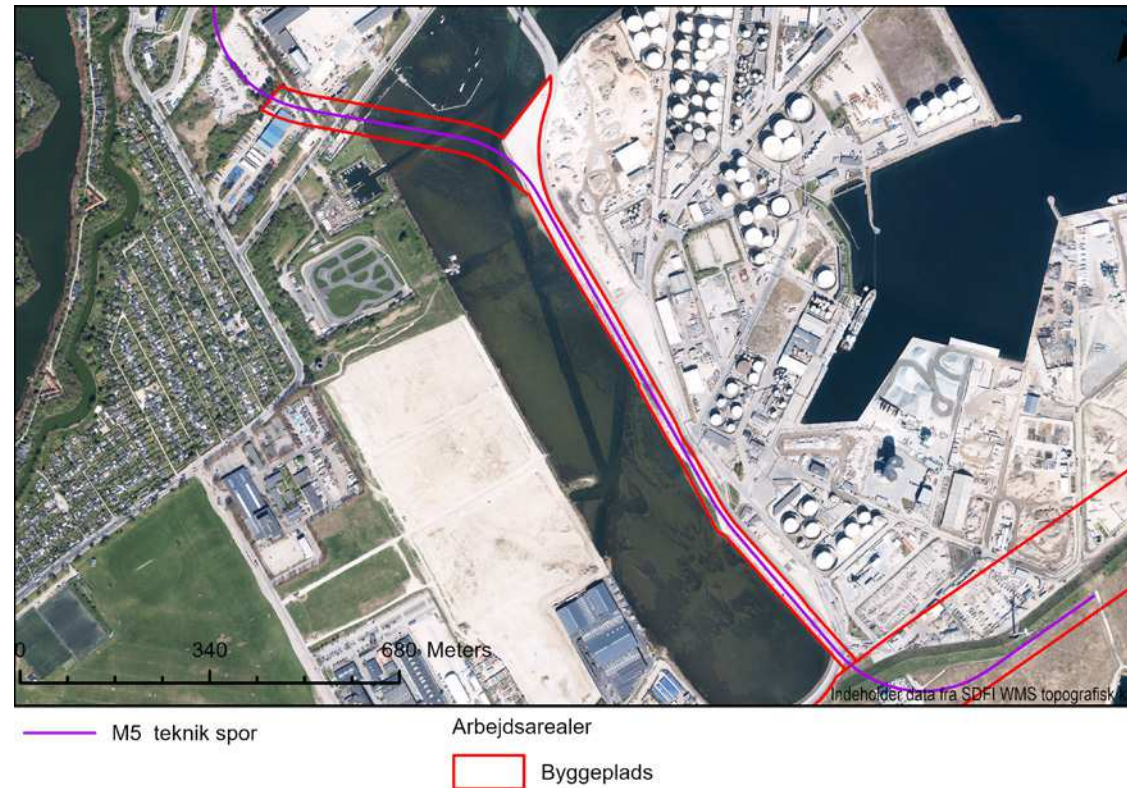 0 340 680 Meters
Indeholder data fra SDFI WMS topografisk
M5 teknik spor
Arbejdsarealer
Byggeplads